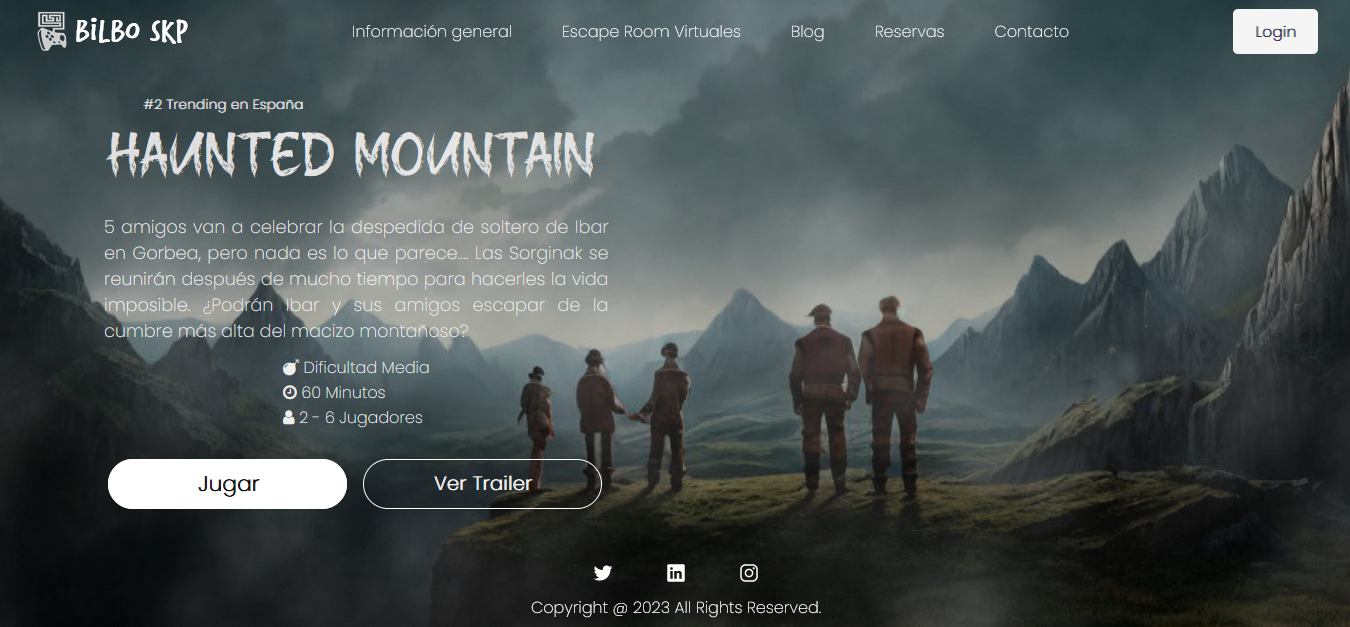 BiLBO SKP
Información general
Escape Room Virtuales
Blog
Reservas
Contacto
Login
#2 Trending en España
HAUNTED MOUNTAIN
5 amigos van a celebrar la despedida de soltero de Ibar
en Gorbea, pero nada es lo que parece.... Las Sorginak se
reunirán después de mucho tiempo para hacerles la vida
imposible. ¿Podrán Ibar y sus amigos escapar de la
cumbre más alta del macizo montañoso?
Dificultad Media
60 Minutos
2 - 6 Jugadores
Jugar
Ver Trailer
Copyright @ 2023 All Rights Reserved.